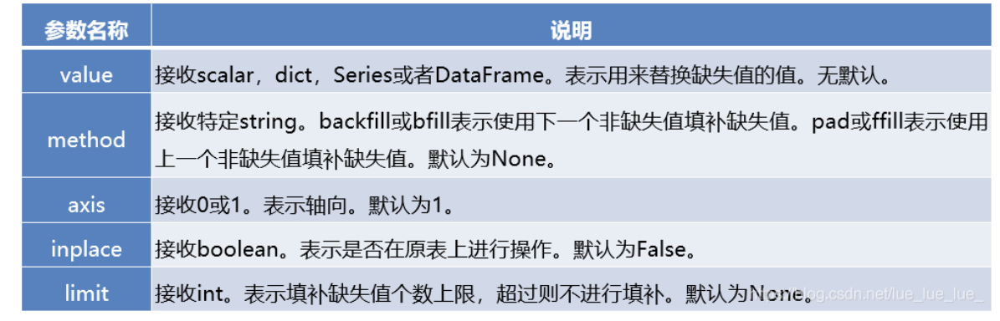 参数名称 说明
value 接收scalar，dict，Series或者DataFrame。表示用来替换缺失值的值。无默认。
method 接收特定string。backfill或bfill表示使用下一个非缺失值填补缺失值。pad或ffill表示使用
上一个非缺失值填补缺失值。默认为None。
axis 接收0或1。表示轴向。默认为1。
inplace 接收boolean。表示是否在原表上进行操作。默认为False。
limit 接收int。表示填补缺失值个数上限，超过则不进行填补。默认为None。
https://blog.csdn.net/lue_lue_lue_